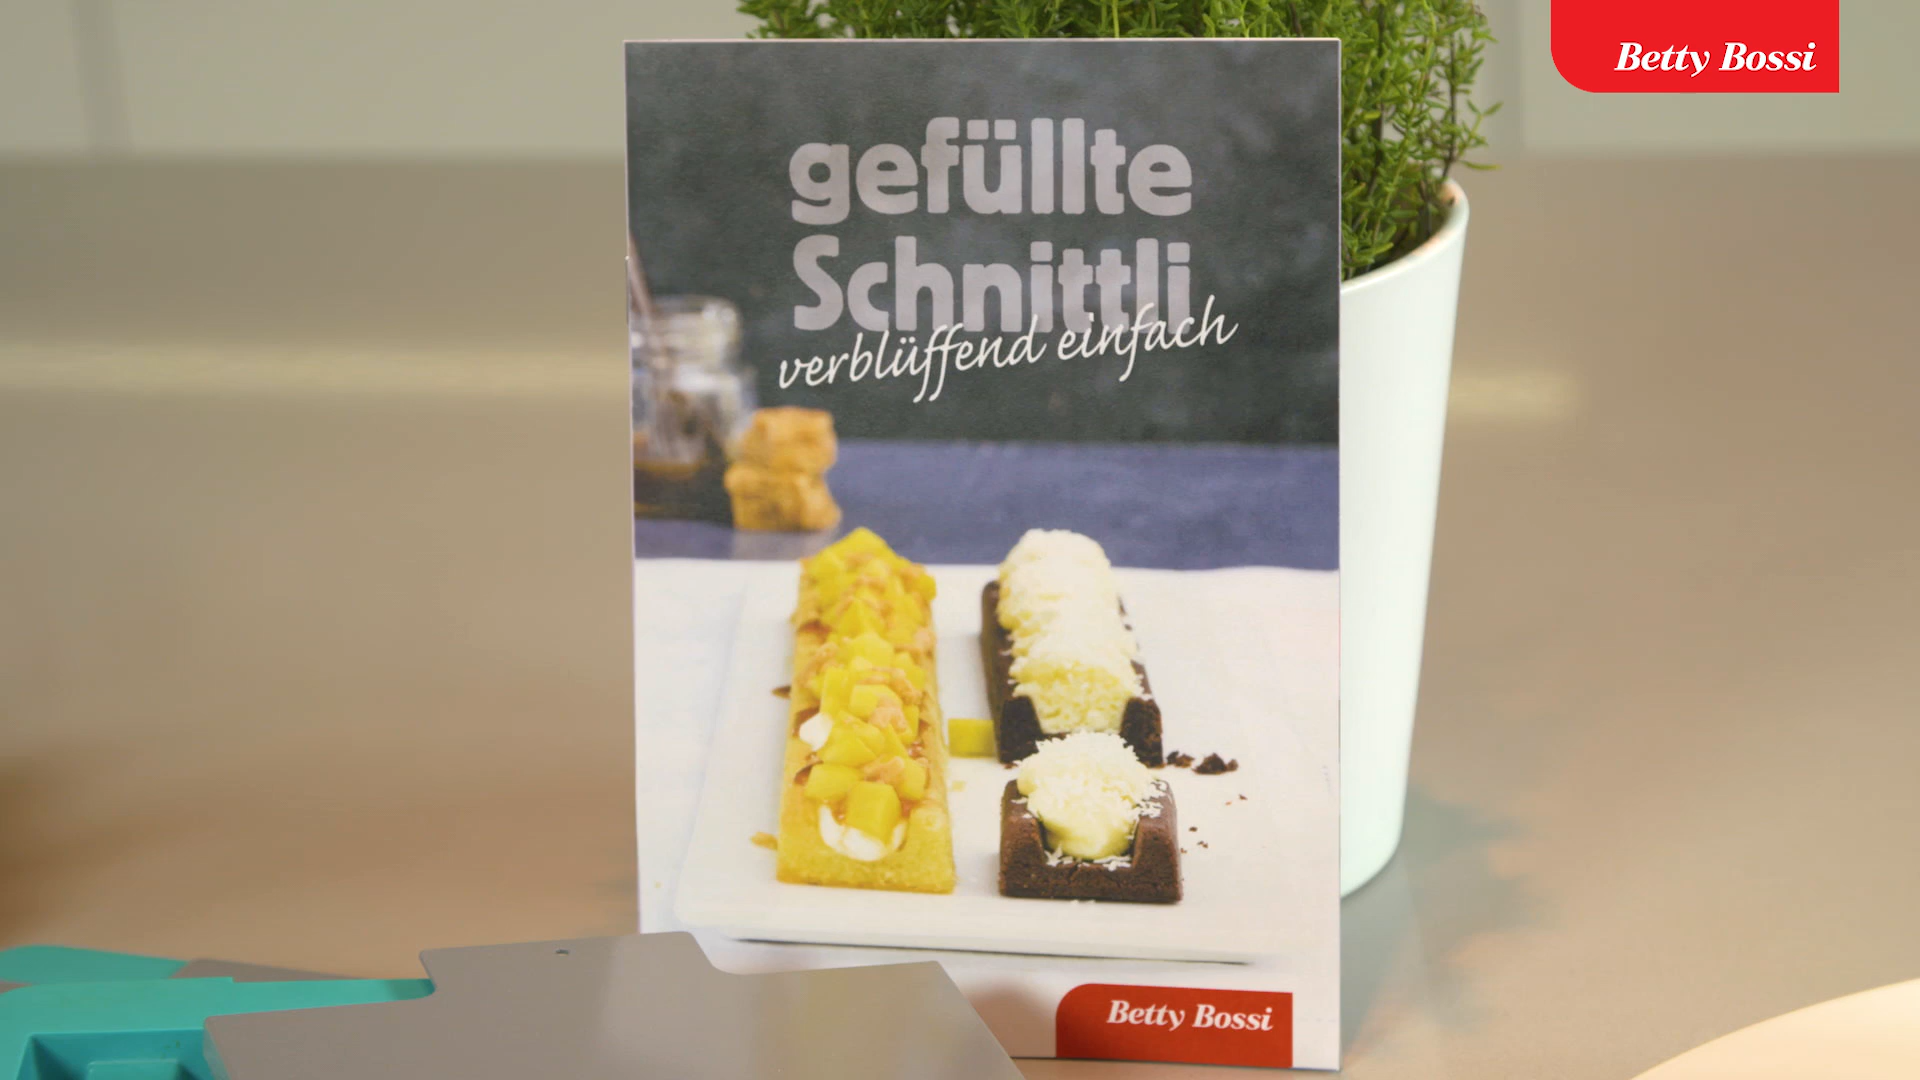 Betty Bossi
gefüllte
Schnittli
verblüffend einfach
Betty Bossi